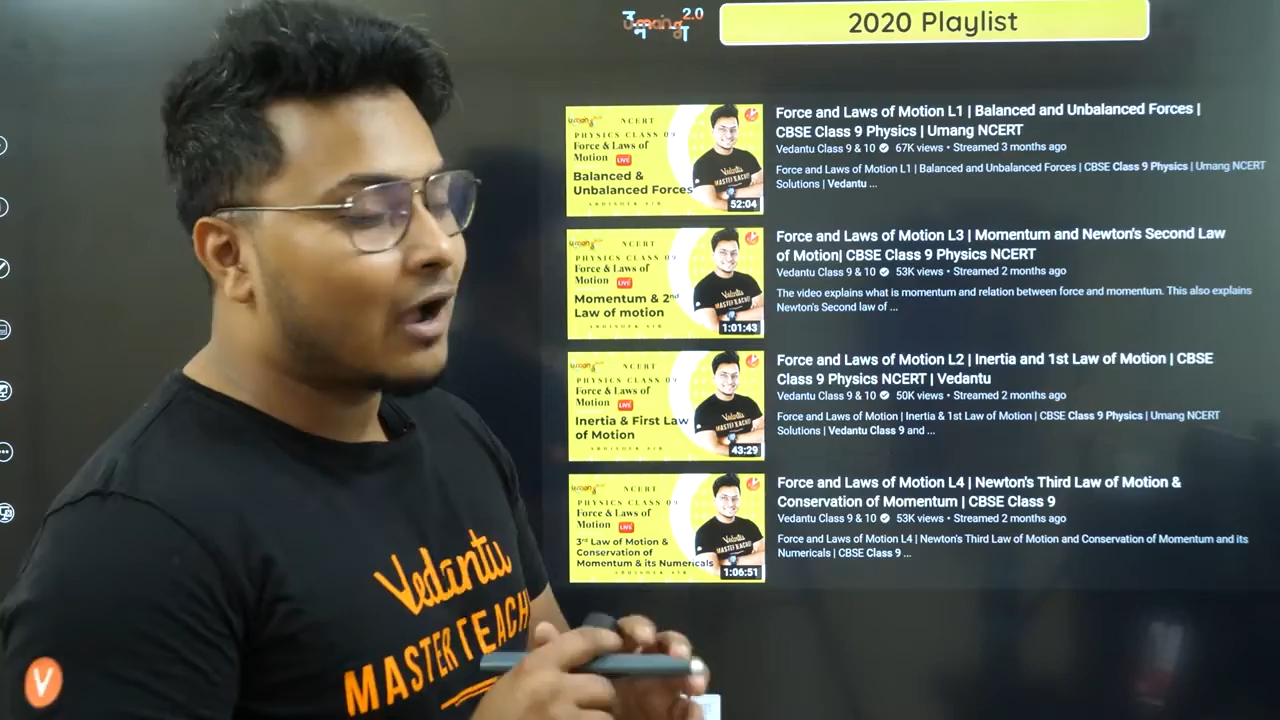 उमंग
umang 2.0
2020 Playlist
NCERT
PHYSICS CLASS 09
Force & Laws of
Motion LIVE
Balanced &
Unbalanced Forces
ABHISHEK SIR
52:04
Force and Laws of Motion L1 | Balanced and Unbalanced Forces |
CBSE Class 9 Physics | Umang NCERT
Vedantu Class 9 & 10 67K views • Streamed 3 months ago
Force and Laws of Motion L1 | Balanced and Unbalanced Forces | CBSE Class 9 Physics | Umang NCERT
Solutions | Vedantu ...
NCERT
PHYSICS CLASS 09
Force & Laws of
Motion LIVE
Momentum & 2nd
Law of motion
ABHISHEK SIR
Vedantu
MASTER TEACHER
1:01:43
Force and Laws of Motion L3 | Momentum and Newton's Second Law
of Motion| CBSE Class 9 Physics NCERT
Vedantu Class 9 & 10 53K views • Streamed 2 months ago
The video explains what is momentum and relation between force and momentum. This also explains
Newton's Second law of ...
NCERT
PHYSICS CLASS 09
Force & Laws of
Motion LIVE
Inertia & First Law
of Motion
ABHISHEK SIR
43:29
Force and Laws of Motion L2 | Inertia and 1st Law of Motion | CBSE
Class 9 Physics NCERT | Vedantu
Vedantu Class 9 & 10 50K views • Streamed 2 months ago
Force and Laws of Motion | Inertia & 1st Law of Motion | CBSE Class 9 Physics | Umang NCERT
Solutions | Vedantu Class 9 and ...
NCERT
PHYSICS CLASS 09
Force & Laws of
Motion LIVE
3rd Law of Motion &
Conservation of
Momentum & its Numericals
ABHISHEK SIR
1:06:51
Force and Laws of Motion L4 | Newton's Third Law of Motion &
Conservation of Momentum | CBSE Class 9
Vedantu Class 9 & 10 53K views • Streamed 2 months ago
Force and Laws of Motion L4 | Newton's Third Law of Motion and Conservation of Momentum and its
Numericals | CBSE Class 9 ...
Vedantu
MASTER TEACH
V